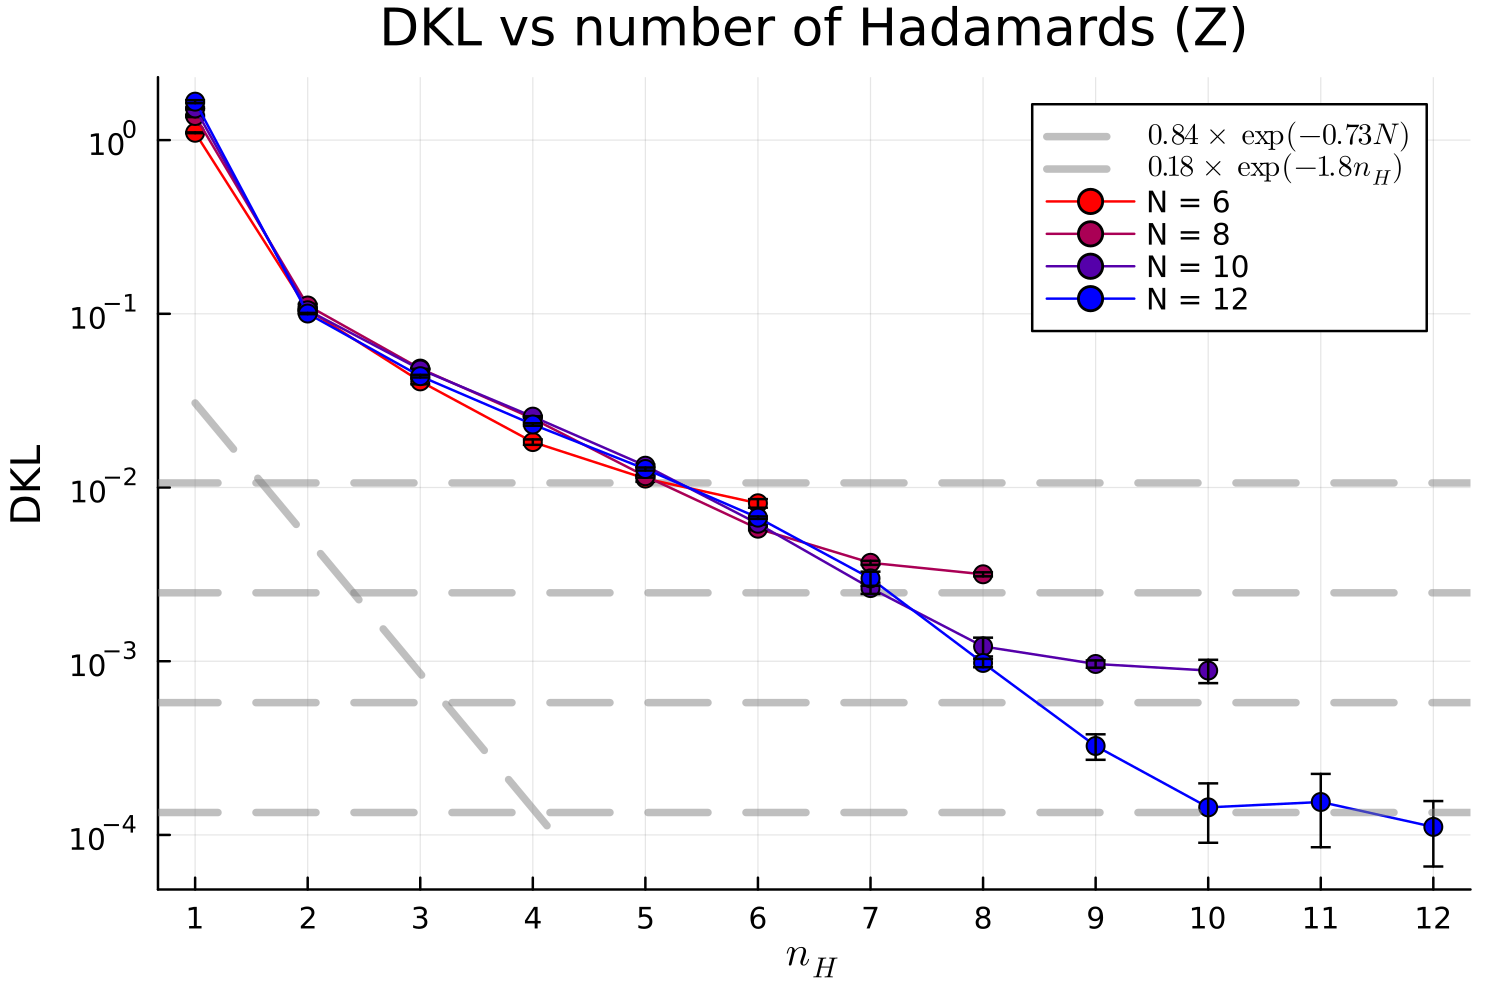 DKL vs number of Hadamards (Z)
0.84 × exp(−0.73N)
0.18 × exp(−1.8n_H)
N = 6
N = 8
N = 10
N = 12
DKL
10^0
10^−1
10^−2
10^−3
10^−4
1 2 3 4 5 6 7 8 9 10 11 12
n_H